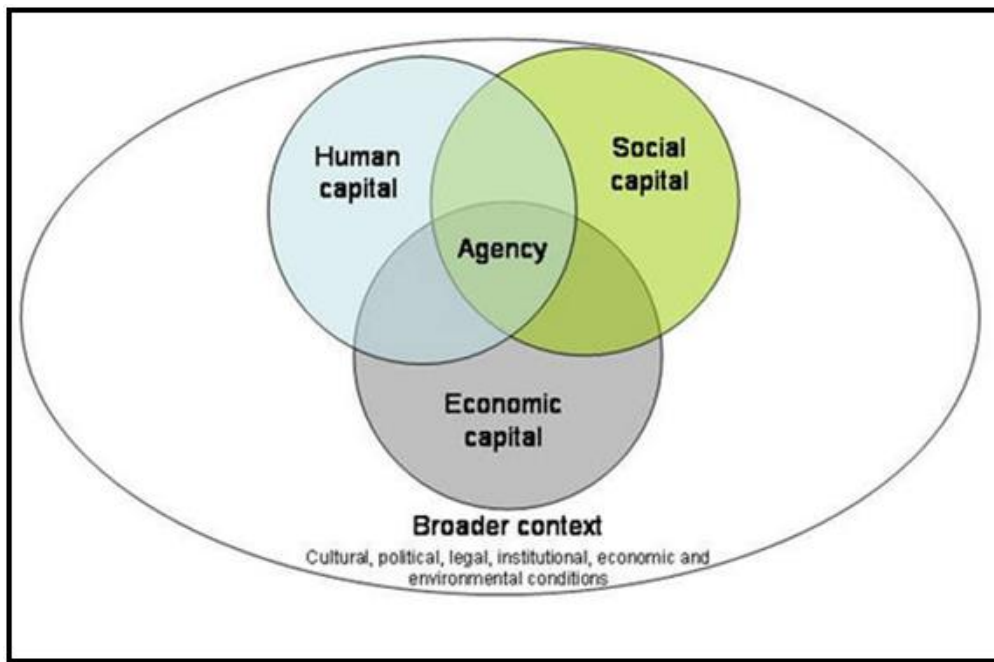 Human
capital
Social
capital
Agency
Economic
capital
Broader context
Cultural, political, legal, institutional, economic and
environmental conditions